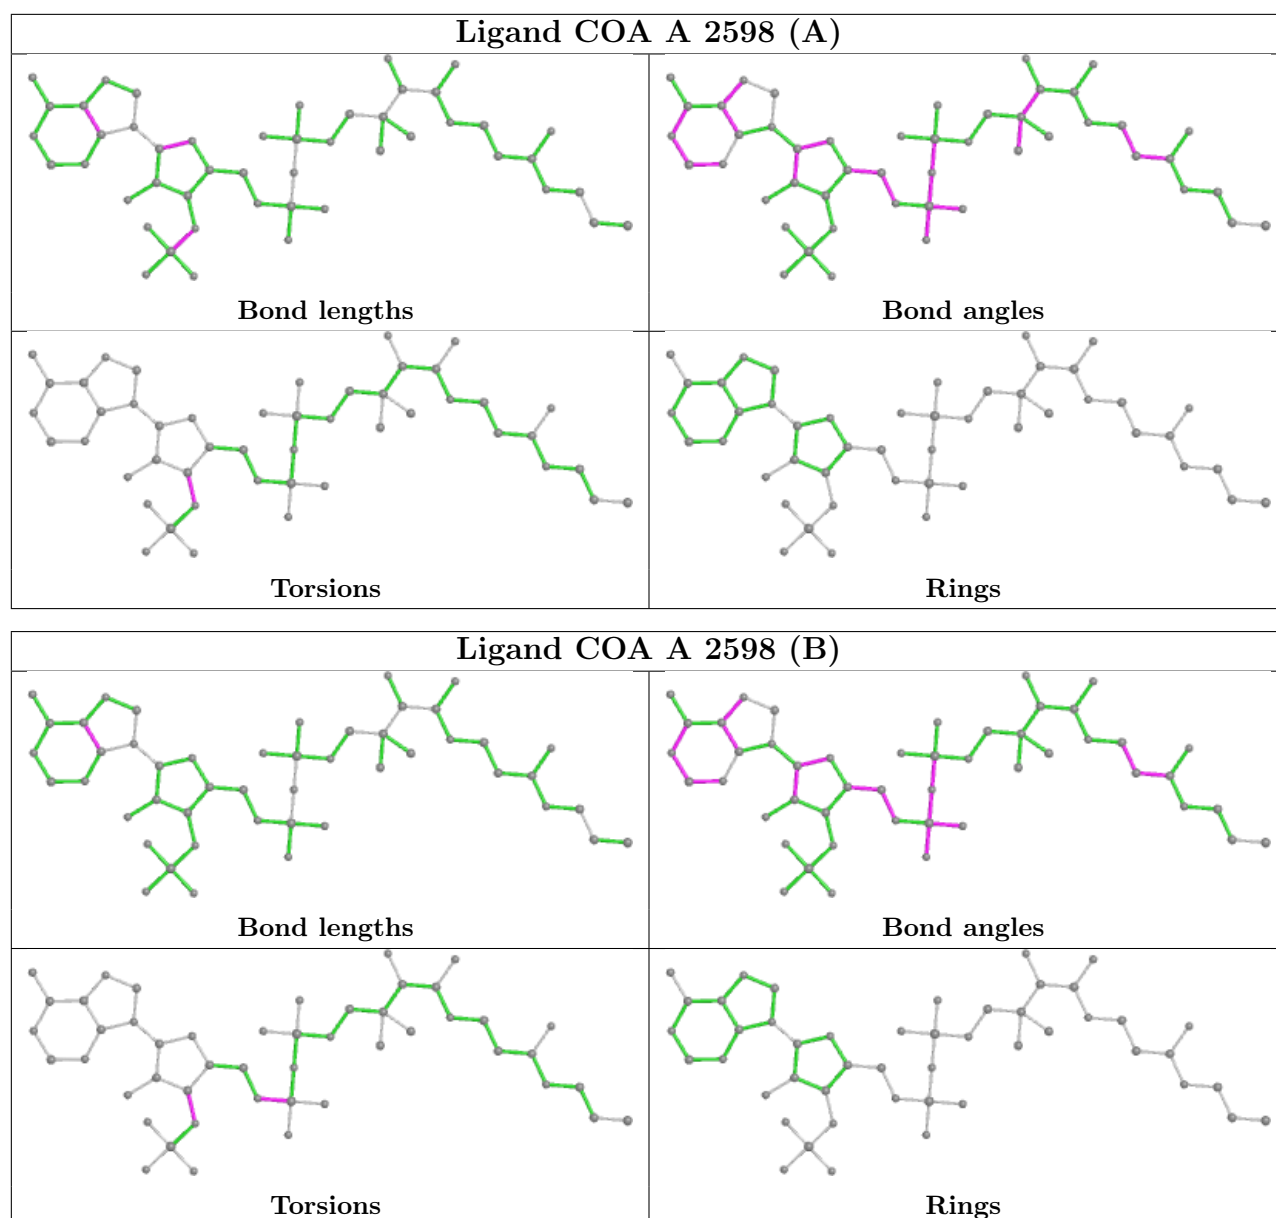 Ligand COA A 2598 (A)
Bond lengths
Bond angles
Torsions
Rings
Ligand COA A 2598 (B)
Bond lengths
Bond angles
Torsions
Rings